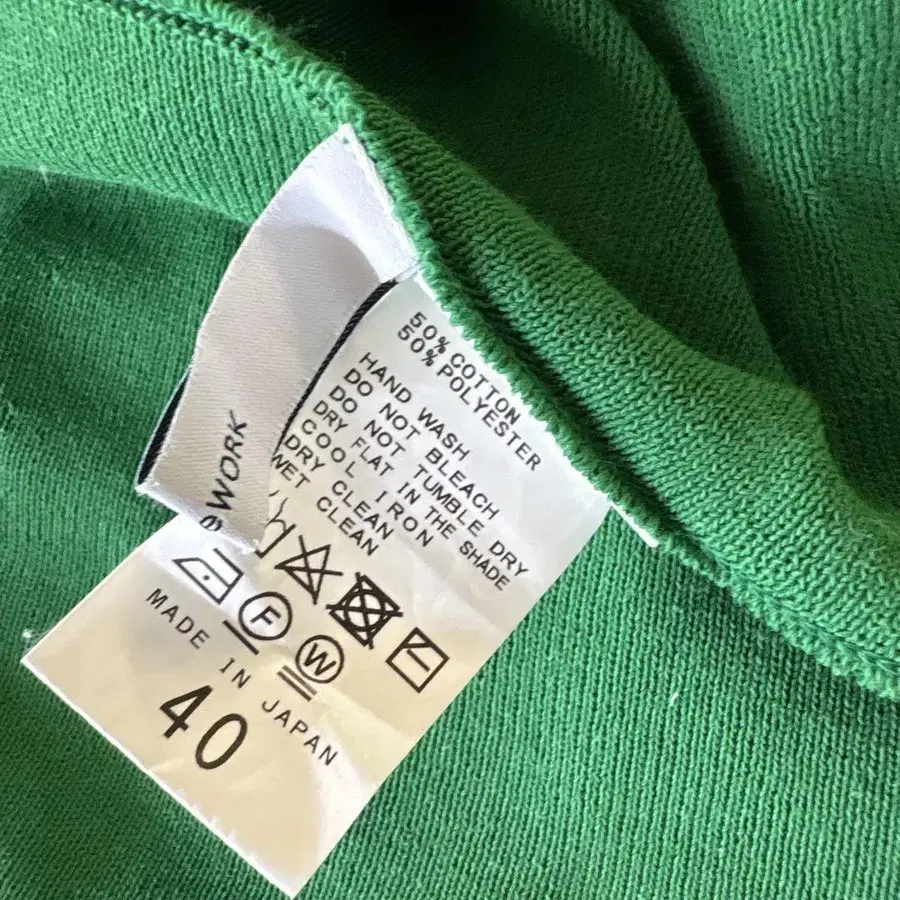 WORK
50% COTTON
50% POLYESTER
HAND WASH
DO NOT BLEACH
DO NOT TUMBLE DRY
DRY FLAT IN THE SHADE
COOL IRON
DRY CLEAN
WET CLEAN
F
W
MADE IN JAPAN
40